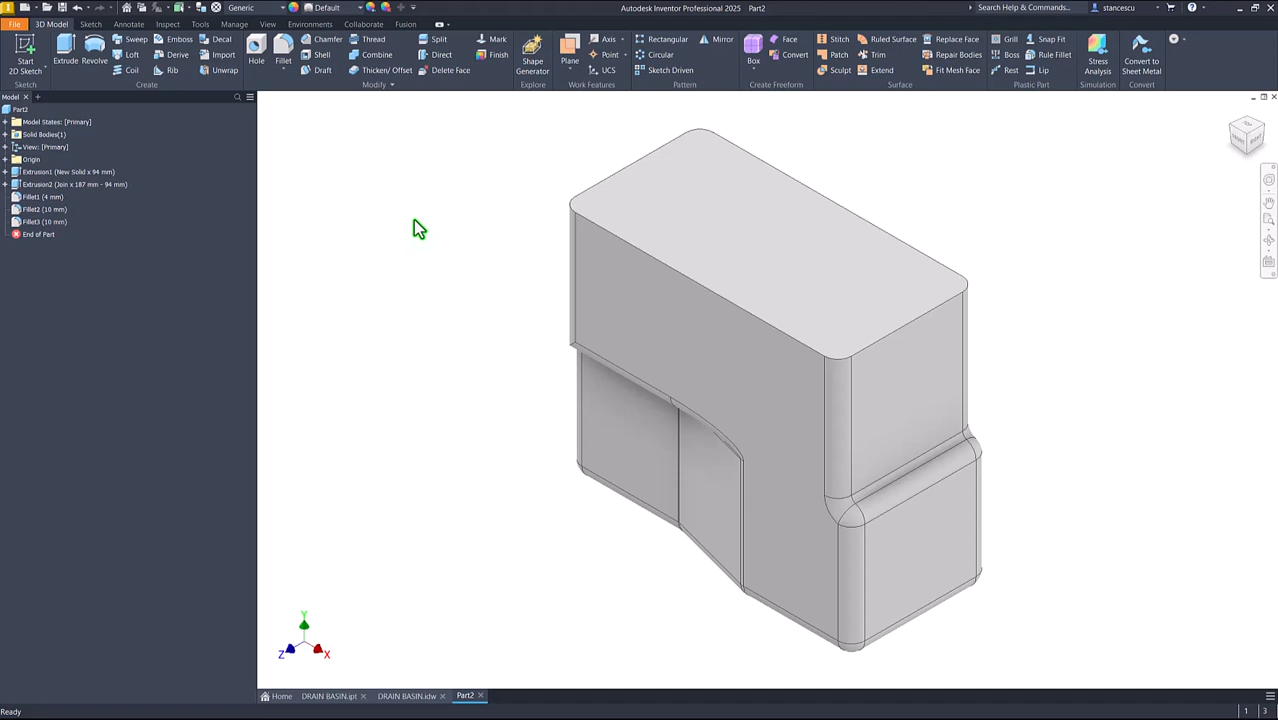 Generic
Default
Autodesk Inventor Professional 2025 Part2
Search Help & Commands...
stancescu
File 3D Model Sketch Annotate Inspect Tools Manage View Environments Collaborate Fusion
Start 2D Sketch
Extrude
Revolve
Sweep
Emboss
Decal
Loft
Derive
Import
Coil
Rib
Unwrap
Hole
Fillet
Chamfer
Thread
Split
Mark
Shell
Combine
Direct
Finish
Draft
Thicken/ Offset
Delete Face
Shape Generator
Plane
Axis
Point
UCS
Rectangular
Mirror
Circular
Sketch Driven
Box
Face
Convert
Stitch
Ruled Surface
Replace Face
Patch
Trim
Repair Bodies
Sculpt
Extend
Fit Mesh Face
Grill
Snap Fit
Boss
Rule Fillet
Rest
Lip
Stress Analysis
Convert to Sheet Metal
Sketch
Create
Modify
Explore
Work Features
Pattern
Create Freeform
Surface
Plastic Part
Simulation
Convert
Model
Part2
Model States: [Primary]
Solid Bodies(1)
View: [Primary]
Origin
Extrusion1 (New Solid x 94 mm)
Extrusion2 (Join x 187 mm - 94 mm)
Fillet1 (4 mm)
Fillet2 (10 mm)
Fillet3 (10 mm)
End of Part
Y
Z
X
Home DRAIN BASIN.ipt DRAIN BASIN.idw Part2
Ready
1 3